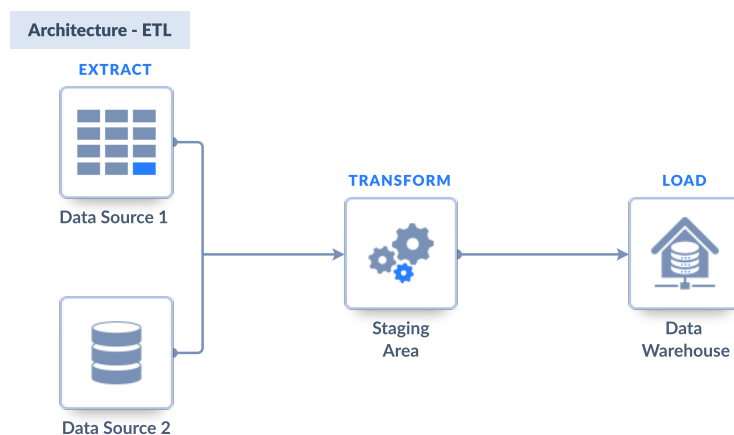 Architecture - ETL
EXTRACT
Data Source 1
TRANSFORM
Staging
Area
LOAD
Data
Warehouse
Data Source 2